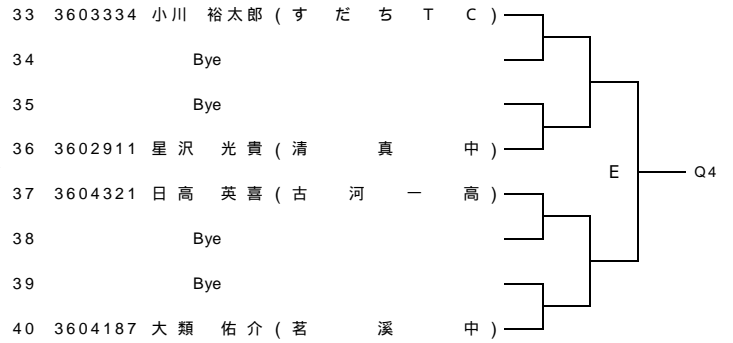 33 3603334 小川 裕太郎 (すだちTC)
34 Bye
35 Bye
36 3602911 星沢 光貴 (清真中)
E Q4
37 3604321 日高 英喜 (古河一高)
38 Bye
39 Bye
40 3604187 大類 佑介 (茗溪中)